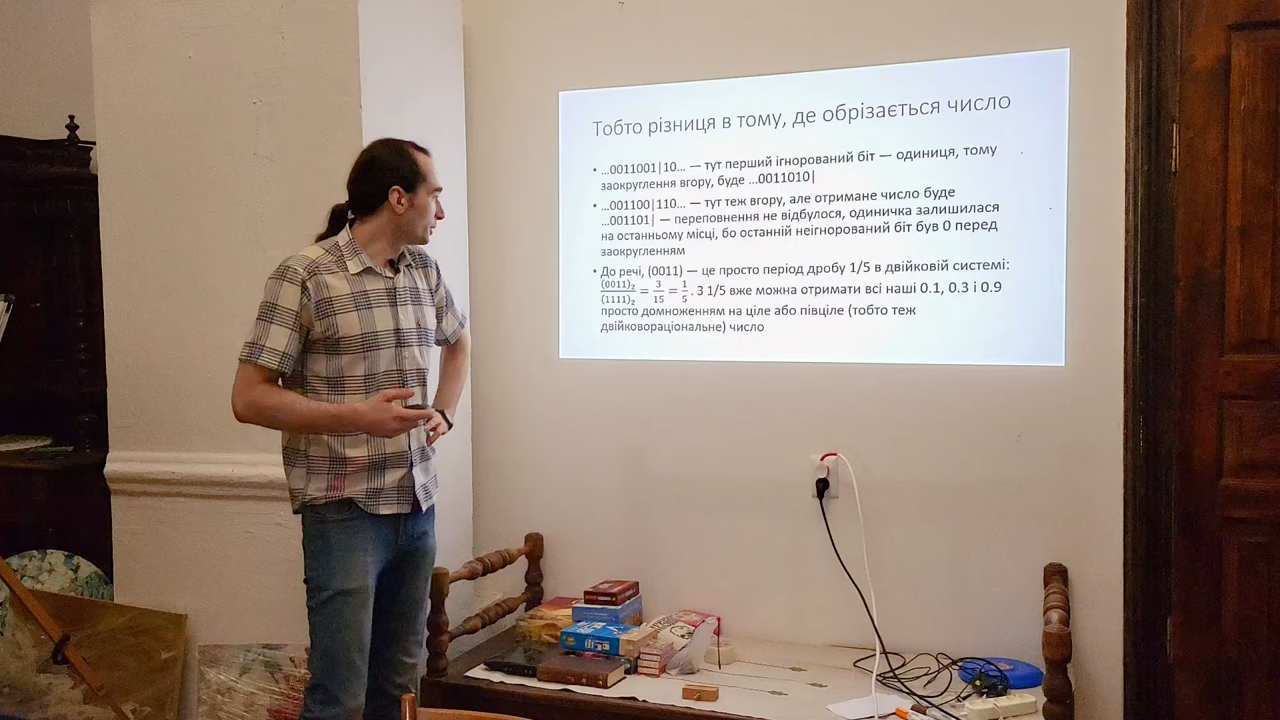 Тобто різниця в тому, де обрізається число
• ...0011001|10... — тут перший ігнорований біт — одиниця, тому
заокруглення вгору, буде ...0011010|
• ...001100|110... — тут теж вгору, але отримане число буде
...001101| — переповнення не відбулося, одиничка залишилася
на останньому місці, бо останній неігнорований біт був 0 перед
заокругленням
• До речі, (0011) — це просто період дробу 1/5 в двійковій системі:
(0011)₂/(1111)₂ = 3/15 = 1/5 . З 1/5 вже можна отримати всі наші 0.1, 0.3 і 0.9
просто домноженням на ціле або півціле (тобто теж
двійковораціональне) число